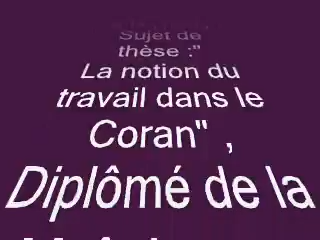 Sujet de
thèse :"
La notion du
travail dans le
Coran" ,
Diplômé de la